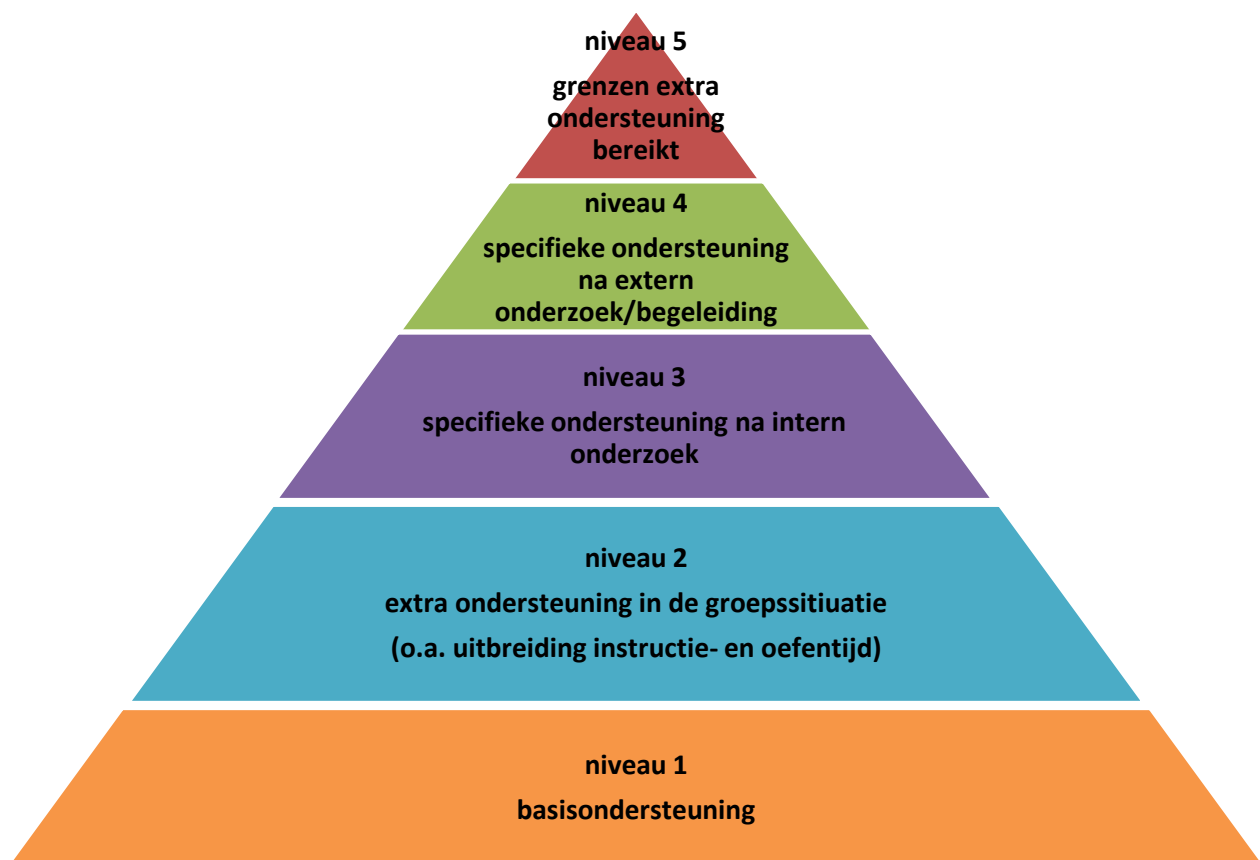 niveau 5
grenzen extra
ondersteuning
bereikt
niveau 4
specifieke ondersteuning
na extern
onderzoek/begeleiding
niveau 3
specifieke ondersteuning na intern
onderzoek
niveau 2
extra ondersteuning in de groepssitiuatie
(o.a. uitbreiding instructie- en oefentijd)
niveau 1
basisondersteuning